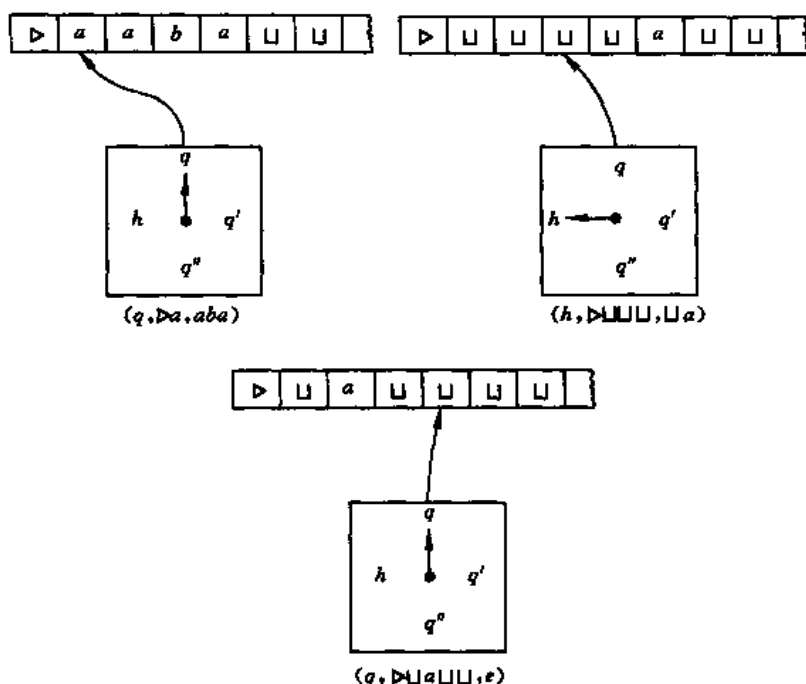 ▷ a a b a ⊔ ⊔
▷ ⊔ ⊔ ⊔ ⊔ a ⊔ ⊔
q
h q′
q″
(q, ▷a, aba)
q
h q′
q″
(h, ▷⊔⊔⊔, ⊔a)
▷ ⊔ a ⊔ ⊔ ⊔ ⊔
q
h q′
q″
(q, ▷⊔a⊔⊔, e)